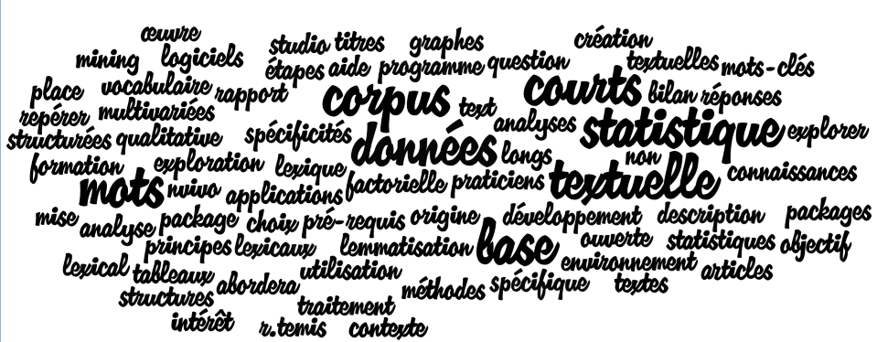 œuvre
mining logiciels studio titres graphes création
étapes aide programme question textuelles mots-clés
place vocabulaire rapport corpus text courts bilan réponses
repérer multivariées analyses statistique explorer
structurées qualitative spécificités données longs non
formation exploration lexique factorielle praticiens textuelle connaissances
mots nvivo applications
mise analyse package choix pré-requis origine développement description packages
principes lexicaux lemmatisation base ouverte statistiques objectif
lexical tableaux abordera utilisation environnement articles
structures traitement méthodes spécifique textes
intérêt r.temis contexte